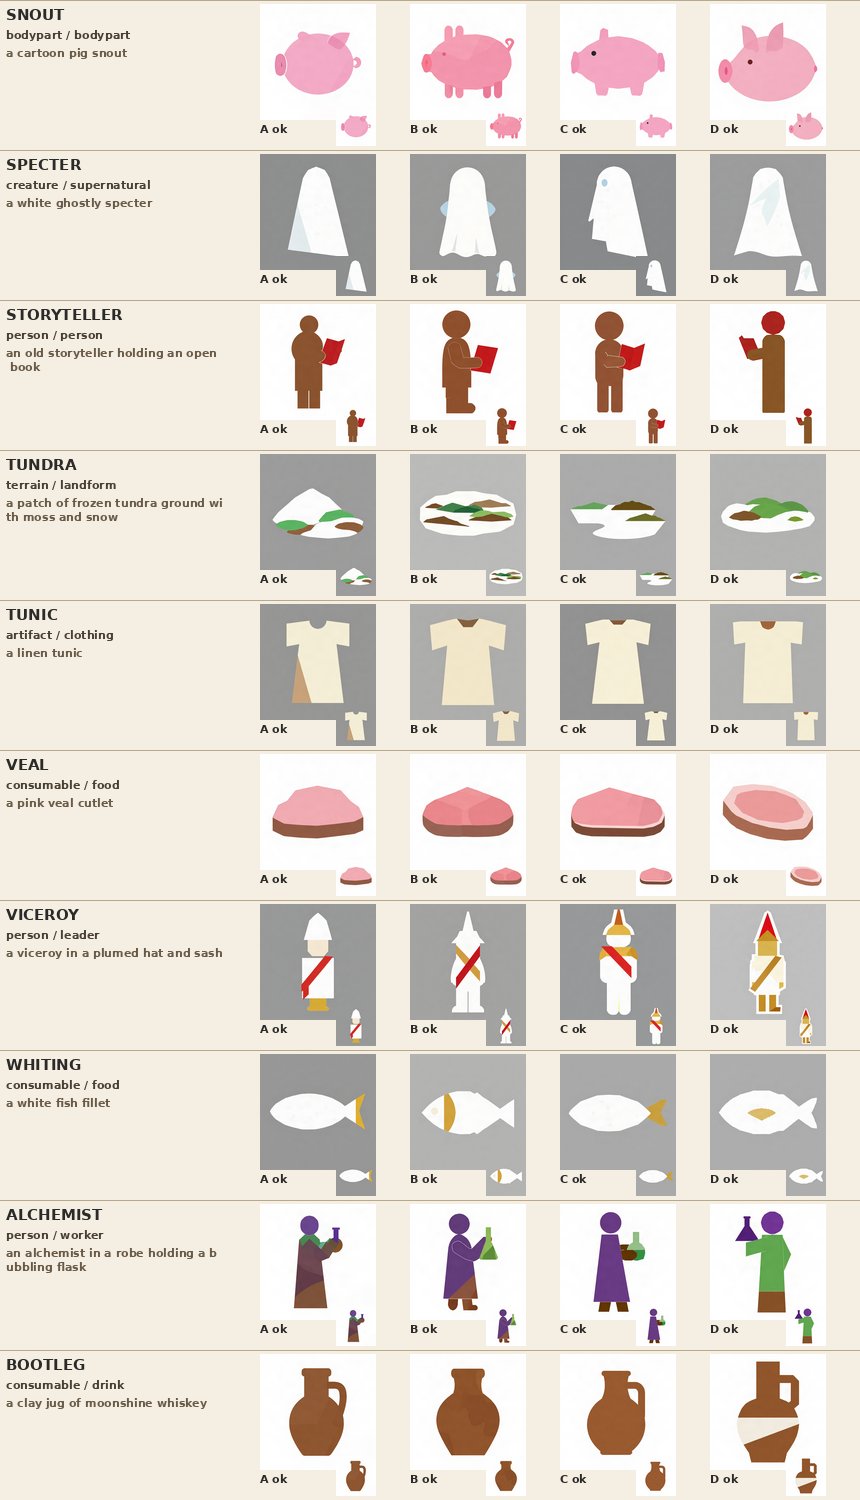 SNOUT
bodypart / bodypart
a cartoon pig snout
A ok
B ok
C ok
D ok
SPECTER
creature / supernatural
a white ghostly specter
A ok
B ok
C ok
D ok
STORYTELLER
person / person
an old storyteller holding an open
book
A ok
B ok
C ok
D ok
TUNDRA
terrain / landform
a patch of frozen tundra ground wi
th moss and snow
A ok
B ok
C ok
D ok
TUNIC
artifact / clothing
a linen tunic
A ok
B ok
C ok
D ok
VEAL
consumable / food
a pink veal cutlet
A ok
B ok
C ok
D ok
VICEROY
person / leader
a viceroy in a plumed hat and sash
A ok
B ok
C ok
D ok
WHITING
consumable / food
a white fish fillet
A ok
B ok
C ok
D ok
ALCHEMIST
person / worker
an alchemist in a robe holding a b
ubbling flask
A ok
B ok
C ok
D ok
BOOTLEG
consumable / drink
a clay jug of moonshine whiskey
A ok
B ok
C ok
D ok